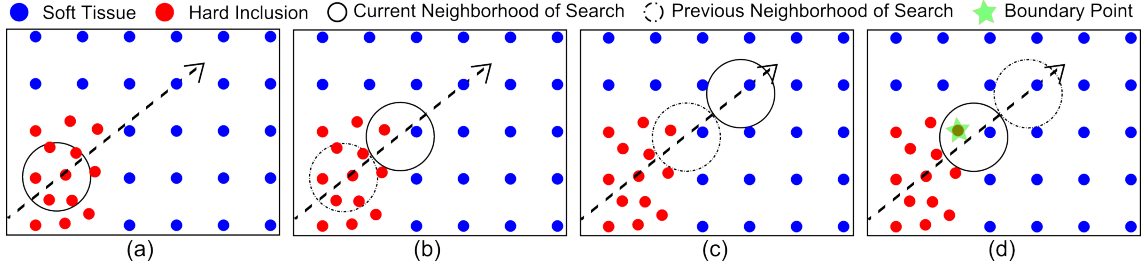 Soft Tissue Hard Inclusion Current Neighborhood of Search Previous Neighborhood of Search Boundary Point
(a) (b) (c) (d)